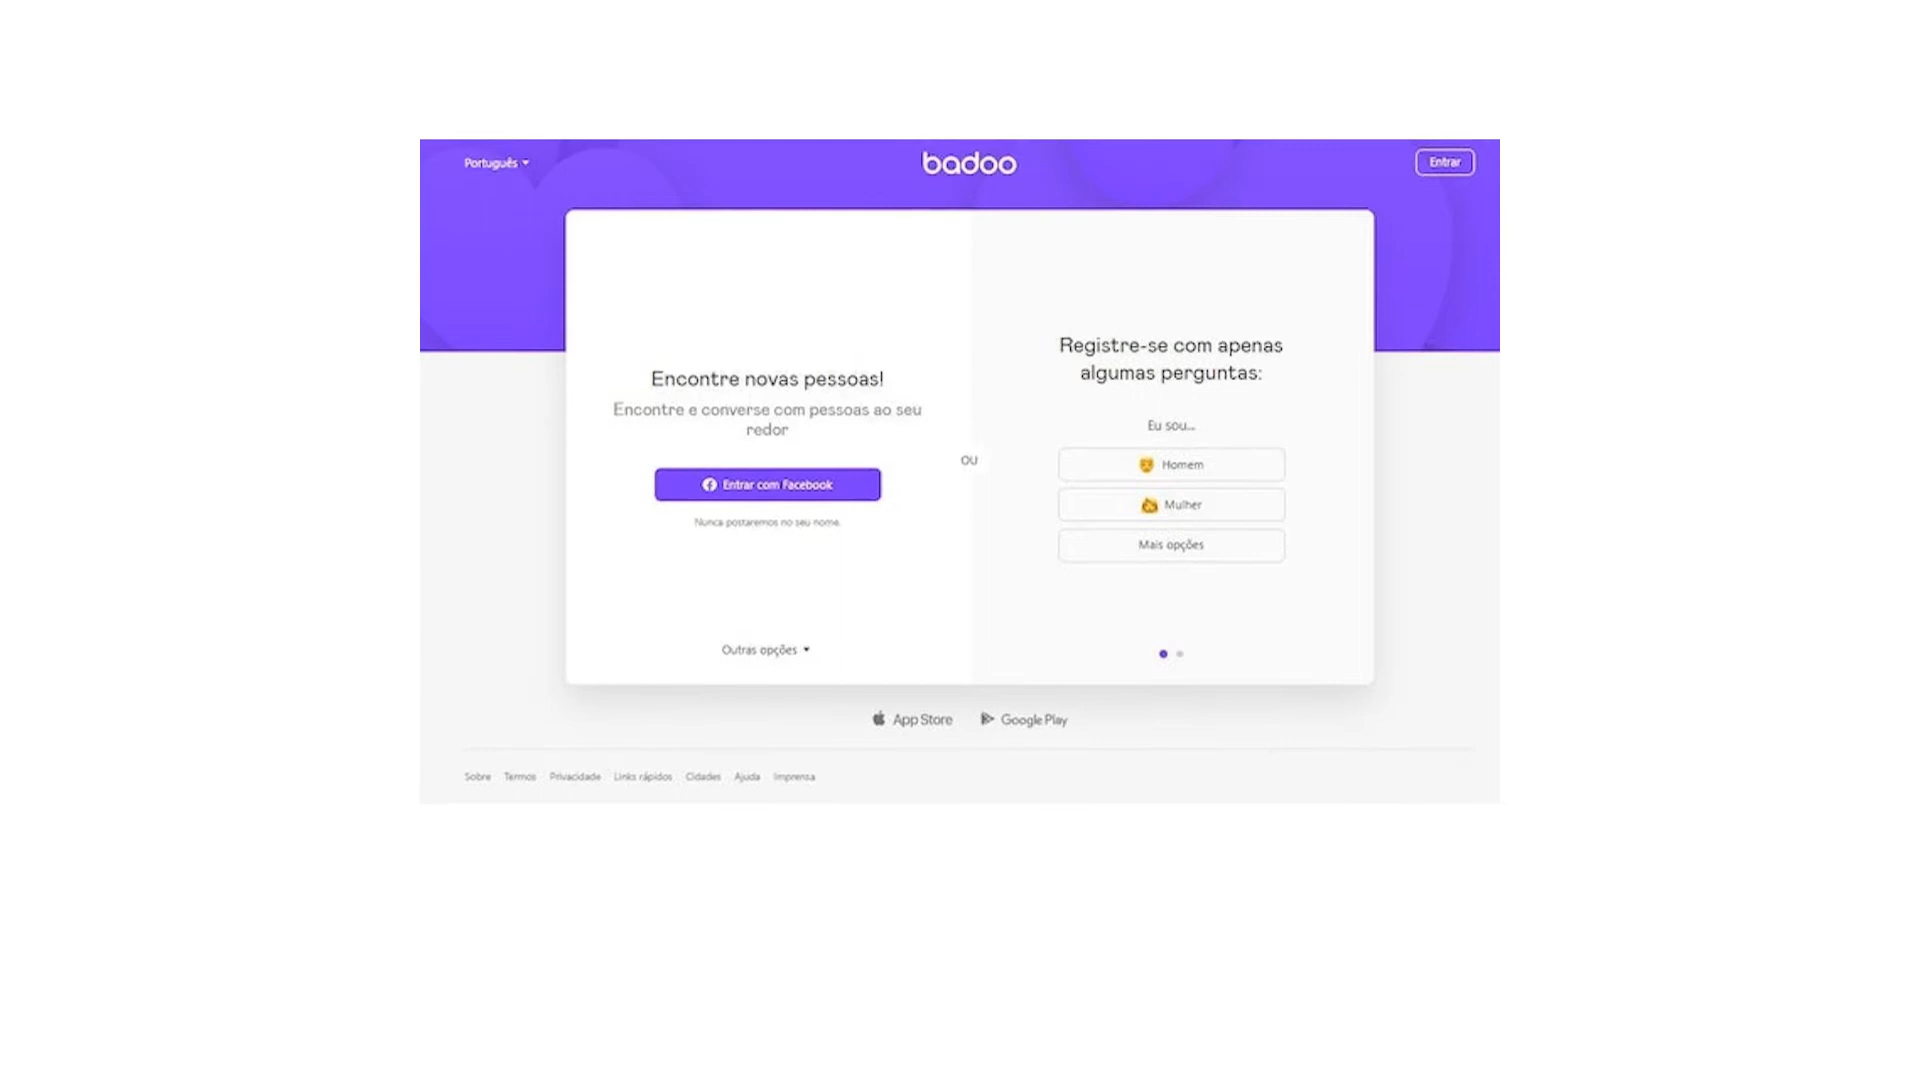 Português
badoo
Entrar
Encontre novas pessoas!
Encontre e converse com pessoas ao seu
redor
Entrar com Facebook
Nunca postaremos no seu nome.
Outras opções
ou
Registre-se com apenas
algumas perguntas:
Eu sou...
Homem
Mulher
Mais opções
App Store
Google Play
Sobre Termos Privacidade Links rápidos Cidades Ajuda Imprensa